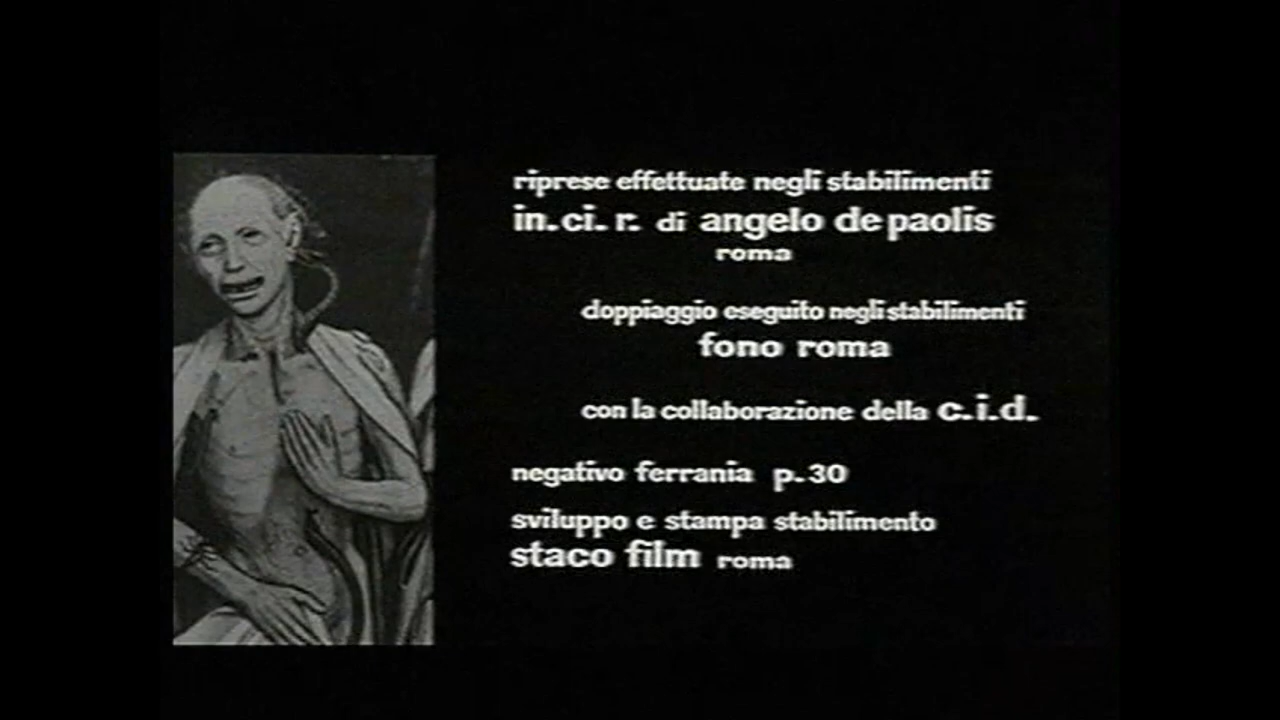 riprese effettuate negli stabilimenti
in.ci.r. di angelo de paolis
roma
doppiaggio eseguito negli stabilimenti
fono roma
con la collaborazione della c.i.d.
negativo ferrania p.30
sviluppo e stampa stabilimento
staco film roma